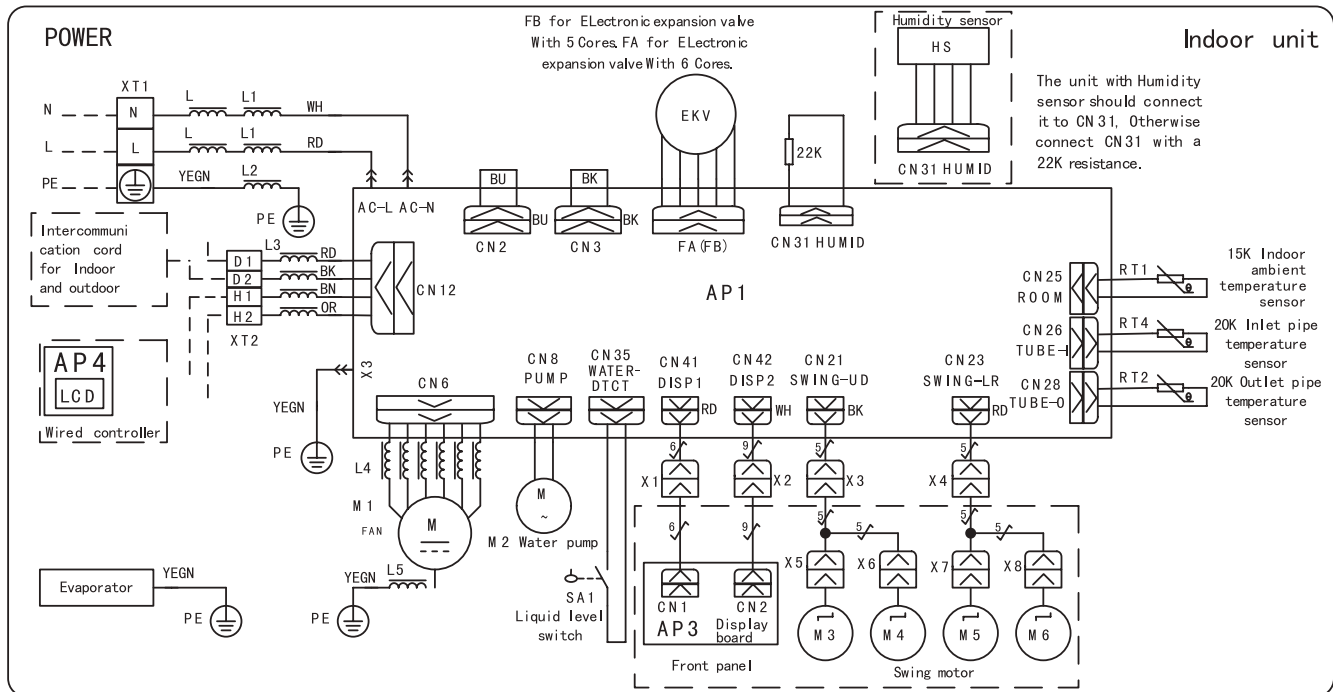 POWER
FB for ELectronic expansion valve
With 5 Cores. FA for ELectronic
expansion valve With 6 Cores.
Humidity sensor
HS
CN31 HUMID
Indoor unit
The unit with Humidity
sensor should connect
it to CN31, Otherwise
connect CN31 with a
22K resistance.
XT1
N
N
L
L1
WH
L
L
L
L1
RD
PE
YEGN
L2
PE
AC-L
AC-N
BU
BU
CN2
BK
BK
CN3
EKV
FA(FB)
22K
CN31 HUMID
Intercommuni
cation cord
for Indoor
and outdoor
D1
D2
H1
H2
XT2
L3
RD
BK
BN
OR
CN12
AP1
CN25
ROOM
RT1
θ
15K Indoor
ambient
temperature
sensor
CN26
TUBE-I
RT4
θ
20K Inlet pipe
temperature
sensor
CN28
TUBE-O
RT2
θ
20K Outlet pipe
temperature
sensor
AP4
LCD
Wired controller
X3
YEGN
PE
CN6
CN8
PUMP
CN35
WATER-
DTCT
CN41
DISP1
RD
CN42
DISP2
WH
CN21
SWING-UD
BK
CN23
SWING-LR
RD
L4
M1
FAN
M
L5
YEGN
PE
M
~
M2 Water pump
SA1
Liquid level
switch
6
X1
6
9
X2
9
5
X3
5
5
5
X4
5
5
X5
X6
X7
X8
CN1
CN2
AP3
Display
board
Front panel
M3
M4
M5
M6
Swing motor
Evaporator
YEGN
PE